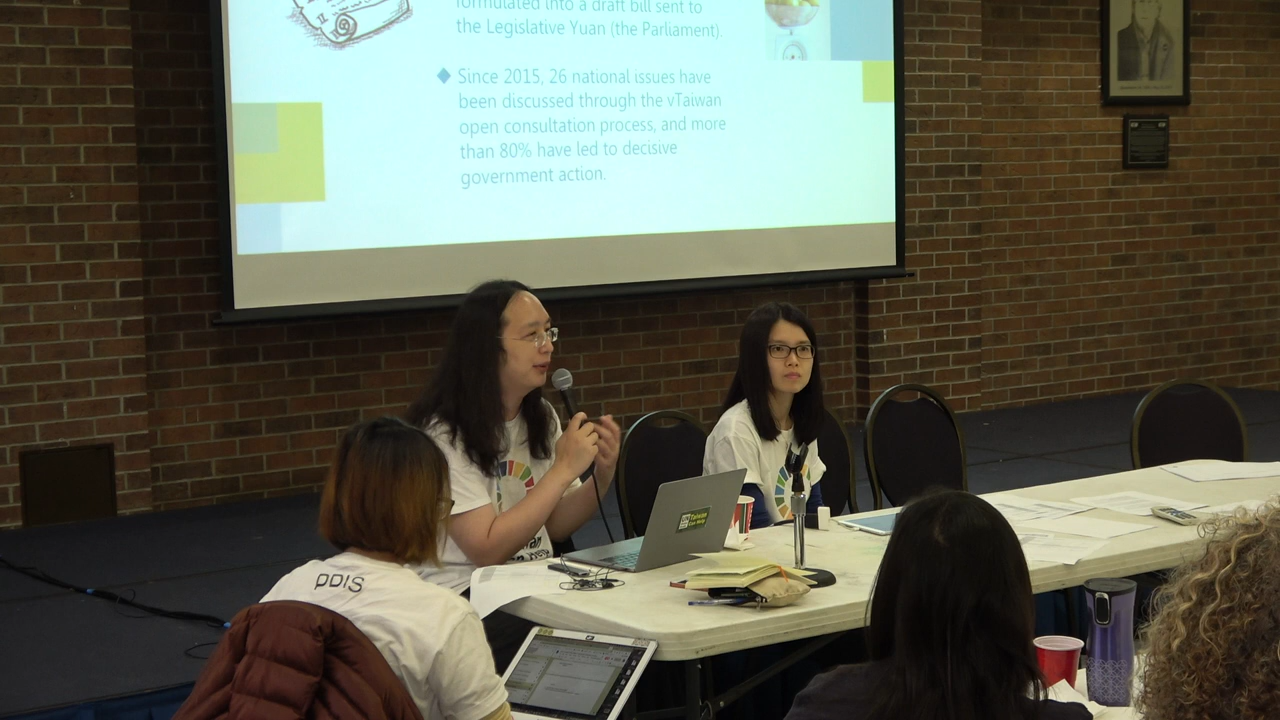 formulated into a draft bill sent to
the Legislative Yuan (the Parliament).
Since 2015, 26 national issues have
been discussed through the vTaiwan
open consultation process, and more
than 80% have led to decisive
government action.
Taiwan
PDIS